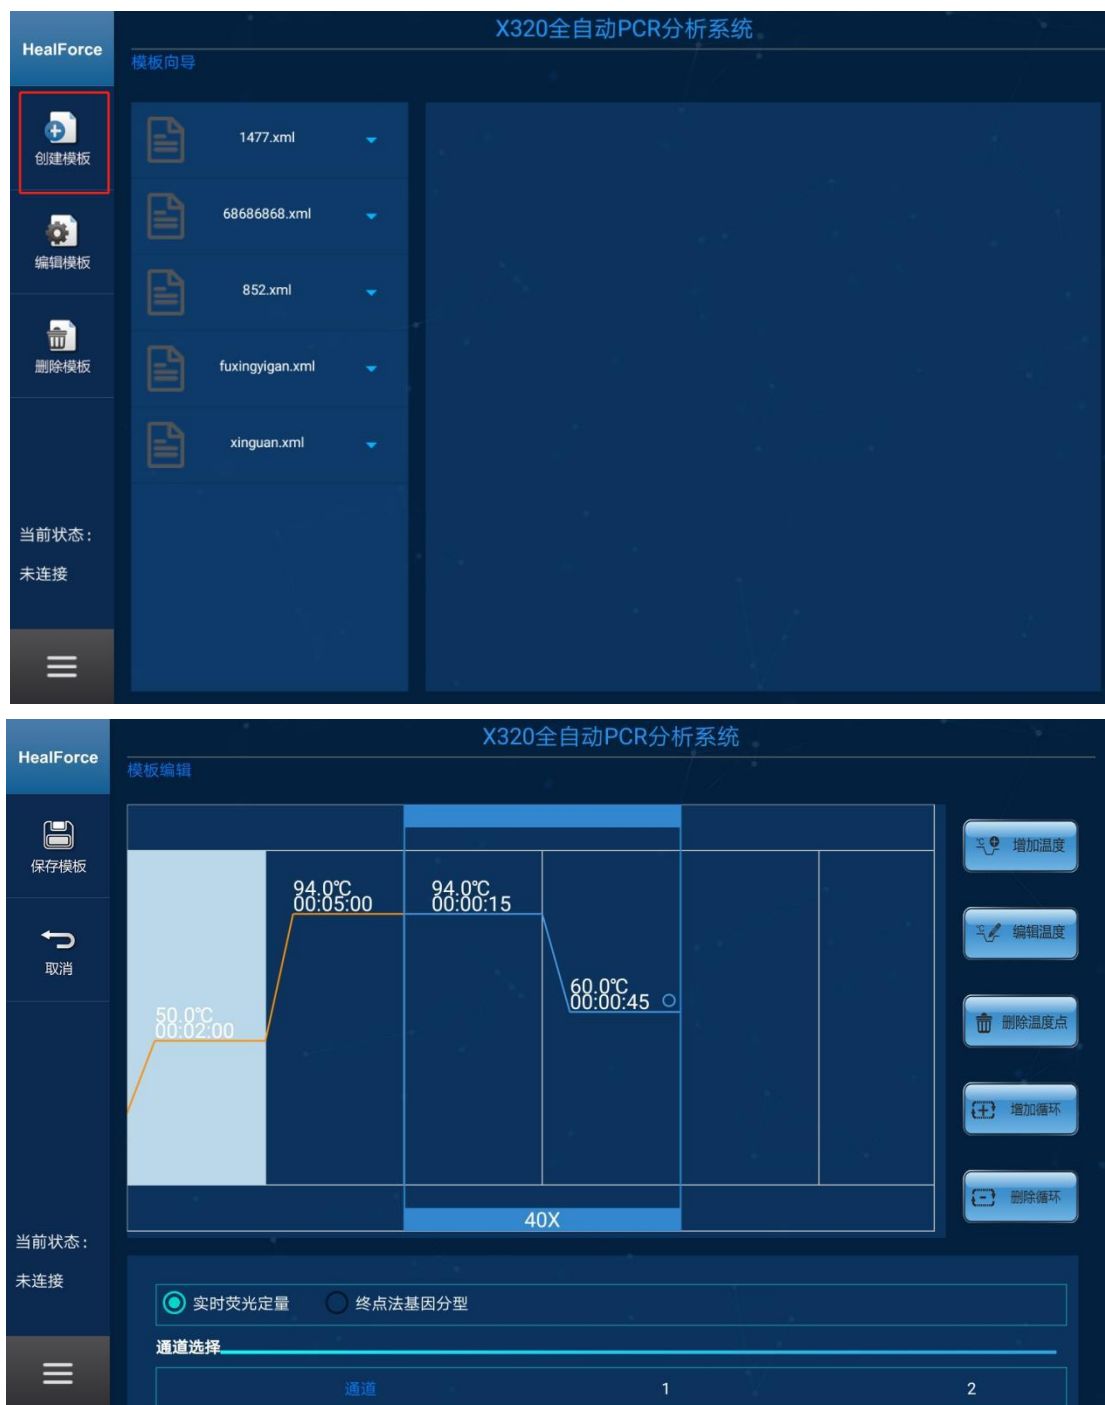 X320全自动PCR分析系统
HealForce
模板向导
创建模板
编辑模板
删除模板
1477.xml
68686868.xml
852.xml
fuxingyigan.xml
xinguan.xml
当前状态:
未连接
X320全自动PCR分析系统
HealForce
模板编辑
保存模板
取消
94.0℃
00:05:00
94.0℃
00:00:15
60.0℃
00:00:45
50.0℃
00:02:00
40X
增加温度
编辑温度
删除温度点
增加循环
删除循环
当前状态:
未连接
实时荧光定量 终点法基因分型
通道选择
通道 1 2